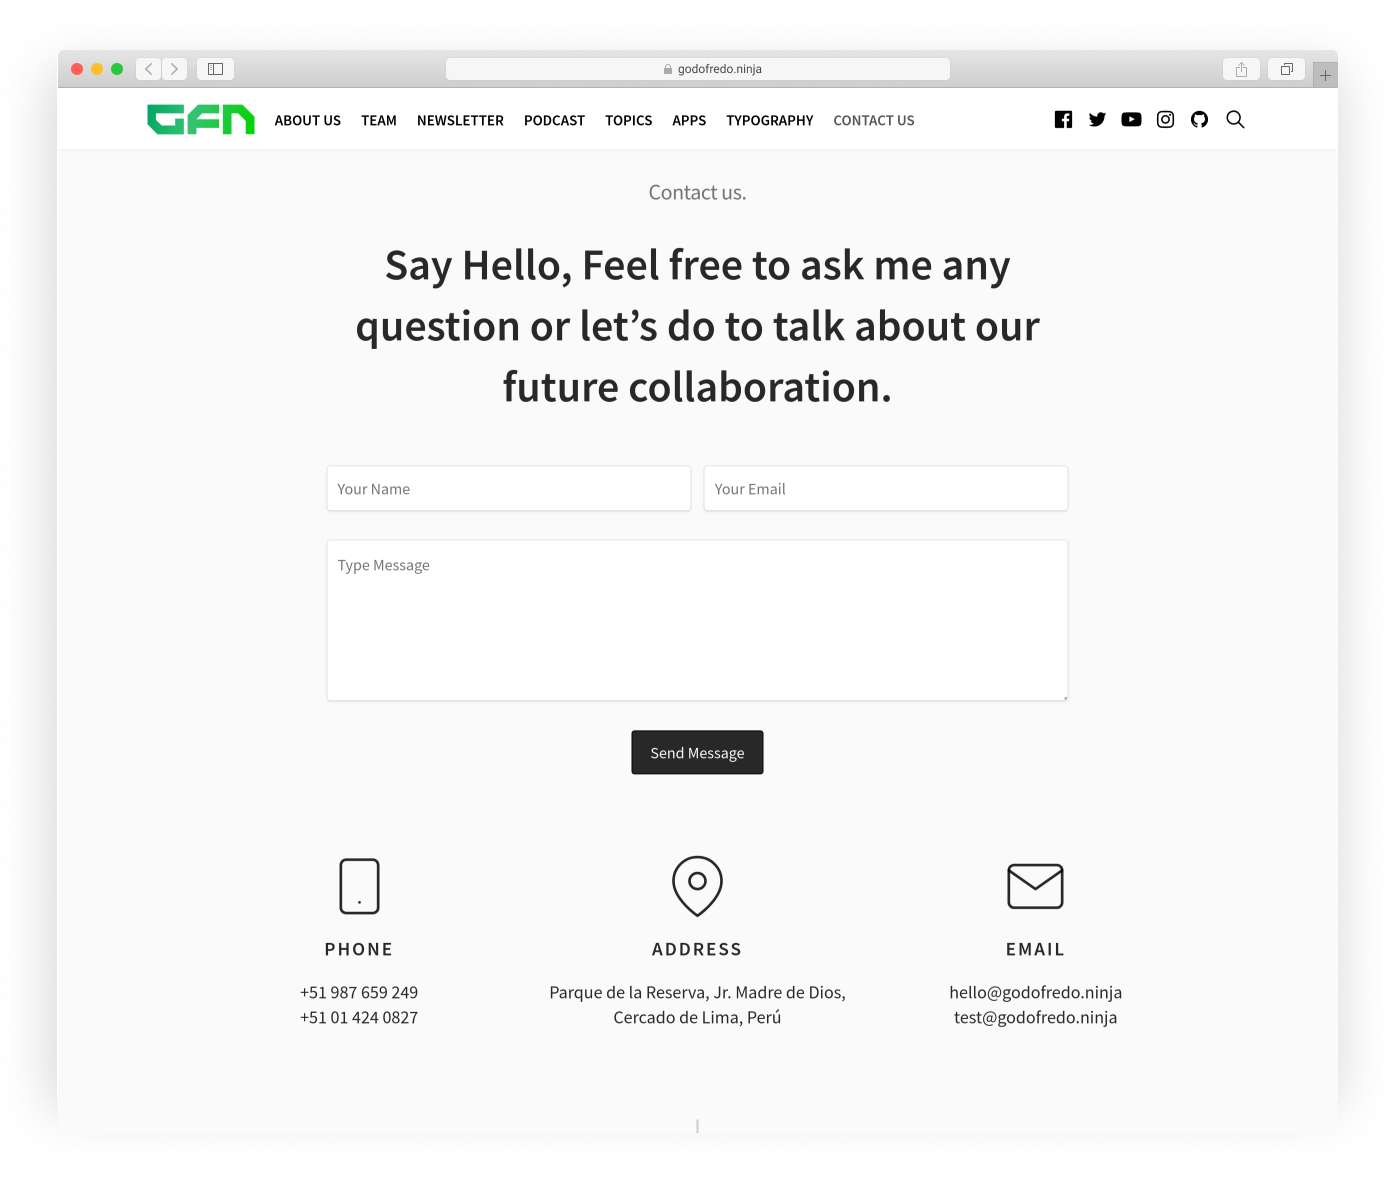 godofredo.ninja
GFN
ABOUT US TEAM NEWSLETTER PODCAST TOPICS APPS TYPOGRAPHY CONTACT US
Contact us.
Say Hello, Feel free to ask me any
question or let’s do to talk about our
future collaboration.
Your Name
Your Email
Type Message
Send Message
PHONE
+51 987 659 249
+51 01 424 0827
ADDRESS
Parque de la Reserva, Jr. Madre de Dios,
Cercado de Lima, Perú
EMAIL
hello@godofredo.ninja
test@godofredo.ninja